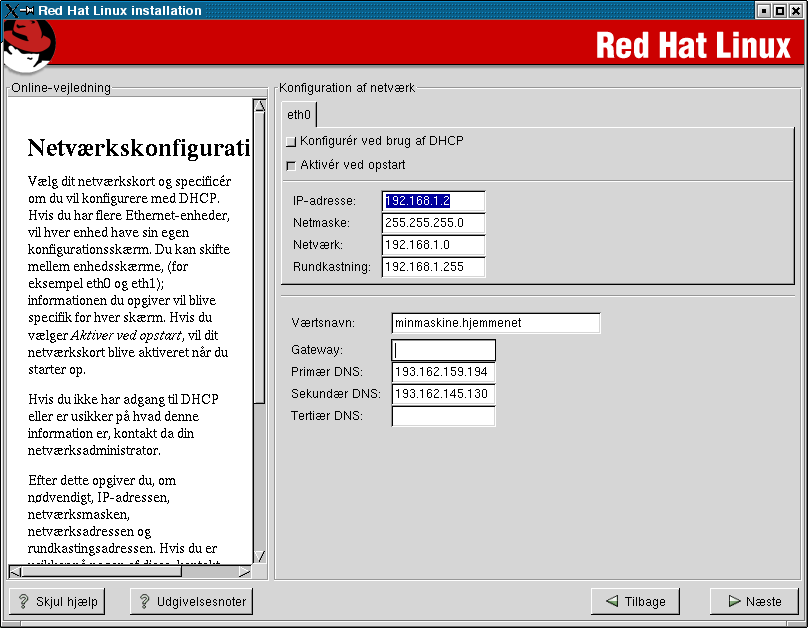 Red Hat Linux installation
Red Hat Linux
Online-vejledning
Netværkskonfigurati
Vælg dit netværkskort og specificér
om du vil konfigurere med DHCP.
Hvis du har flere Ethernet-enheder,
vil hver enhed have sin egen
konfigurationsskærm. Du kan skifte
mellem enhedsskærme, (for
eksempel eth0 og eth1);
informationen du opgiver vil blive
specifik for hver skærm. Hvis du
vælger Aktiver ved opstart, vil dit
netværkskort blive aktiveret når du
starter op.
Hvis du ikke har adgang til DHCP
eller er usikker på hvad denne
information er, kontakt da din
netværksadministrator.
Efter dette opgiver du, om
nødvendigt, IP-adressen,
netværksmasken,
netværksadressen og
rundkastingsadressen. Hvis du er
Konfiguration af netværk
eth0
Konfigurér ved brug af DHCP
Aktivér ved opstart
IP-adresse: 192.168.1.2
Netmaske: 255.255.255.0
Netværk: 192.168.1.0
Rundkastning: 192.168.1.255
Værtsnavn: minmaskine.hjemmenet
Gateway:
Primær DNS: 193.162.159.194
Sekundær DNS: 193.162.145.130
Tertiær DNS:
Skjul hjælp
Udgivelsesnoter
Tilbage
Næste